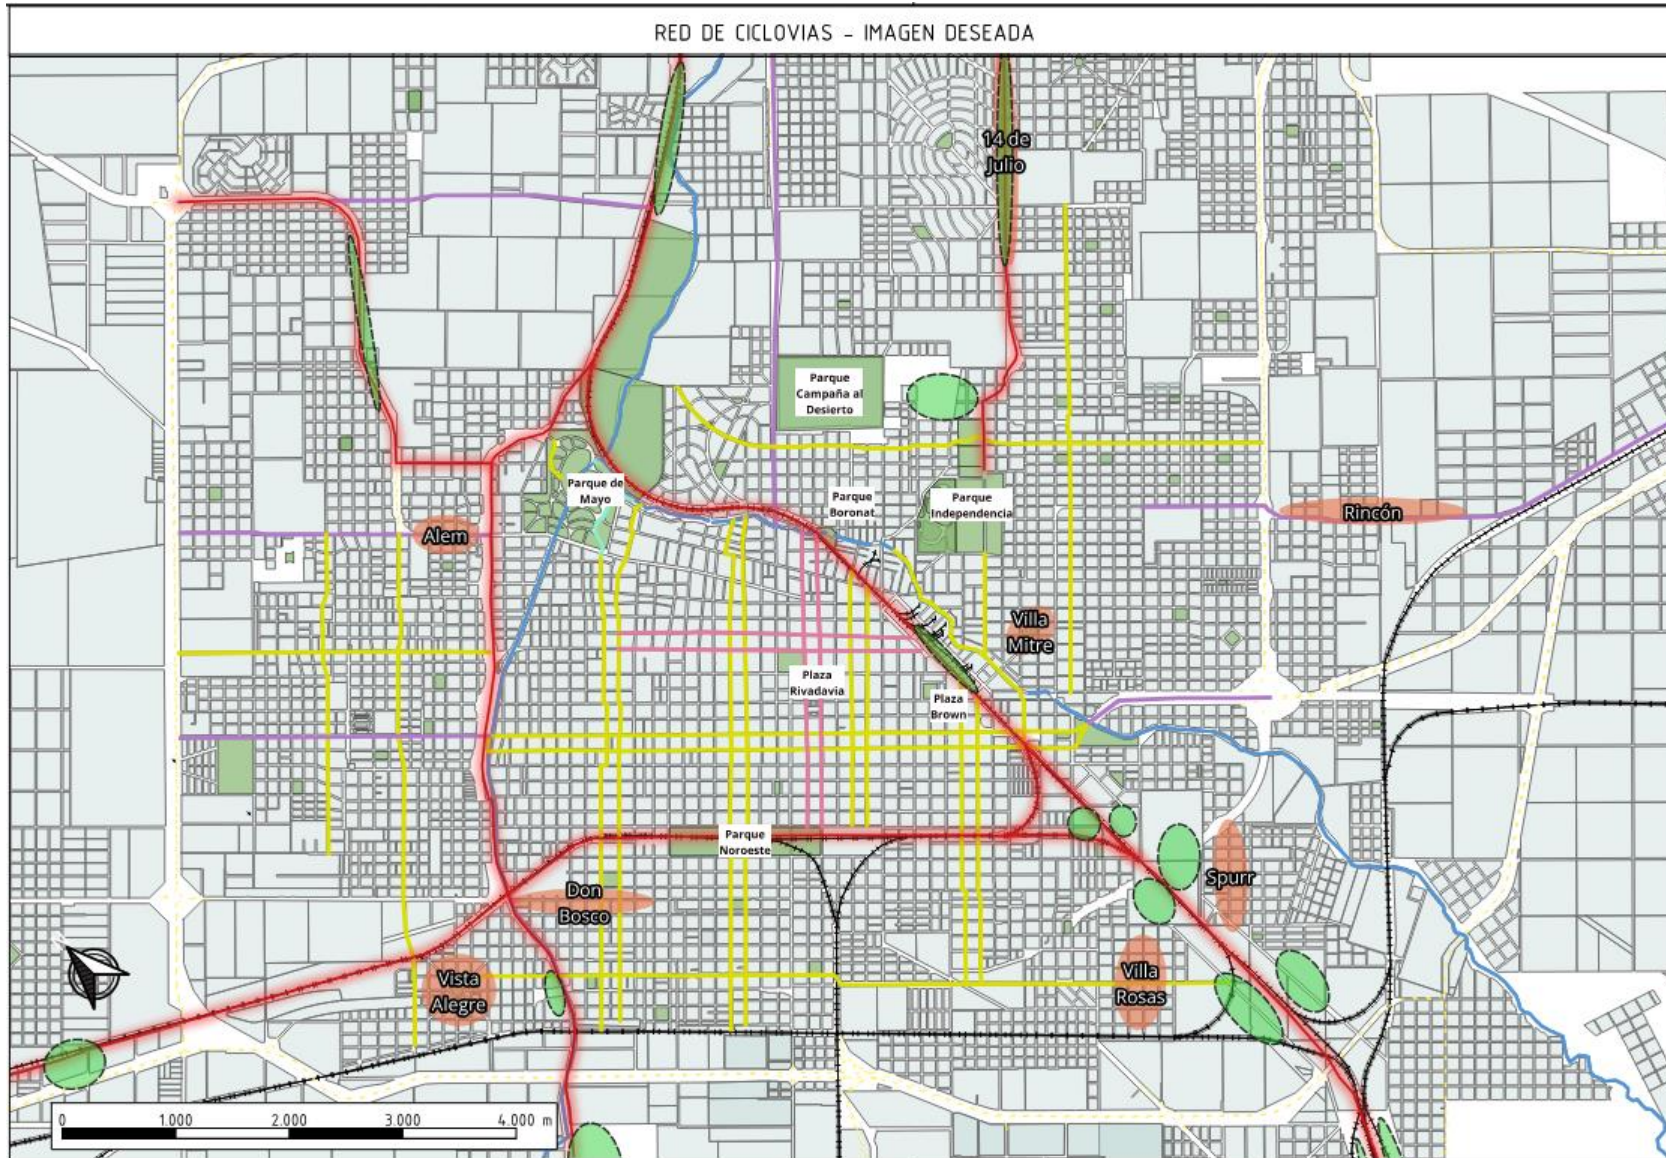 RED DE CICLOVIAS - IMAGEN DESEADA
14 de
Julio
Parque
Campaña al
Desierto
Parque de
Mayo
Parque
Boronat
Parque
Independencia
Rincón
Alem
Villa
Mitre
Plaza
Rivadavia
Plaza
Brown
Parque
Noroeste
Don
Bosco
Spurr
Vista
Alegre
Villa
Rosas
0 1.000 2.000 3.000 4.000 m